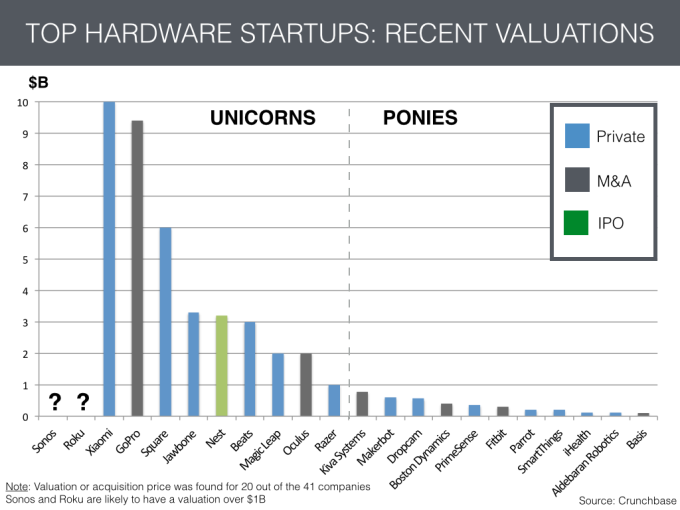 TOP HARDWARE STARTUPS: RECENT VALUATIONS
$B
UNICORNS
PONIES
Private
M&A
IPO
10
9
8
7
6
5
4
3
2
1
0
?
?
Sonos
Roku
Xiaomi
GoPro
Square
Jawbone
Nest
Beats
Magic Leap
Oculus
Razer
Kiva Systems
Makerbot
Dropcam
Boston Dynamics
PrimeSense
Fitbit
Parrot
SmartThings
iHealth
Aldebaran Robotics
Basis
Note: Valuation or acquisition price was found for 20 out of the 41 companies
Sonos and Roku are likely to have a valuation over $1B
Source: Crunchbase